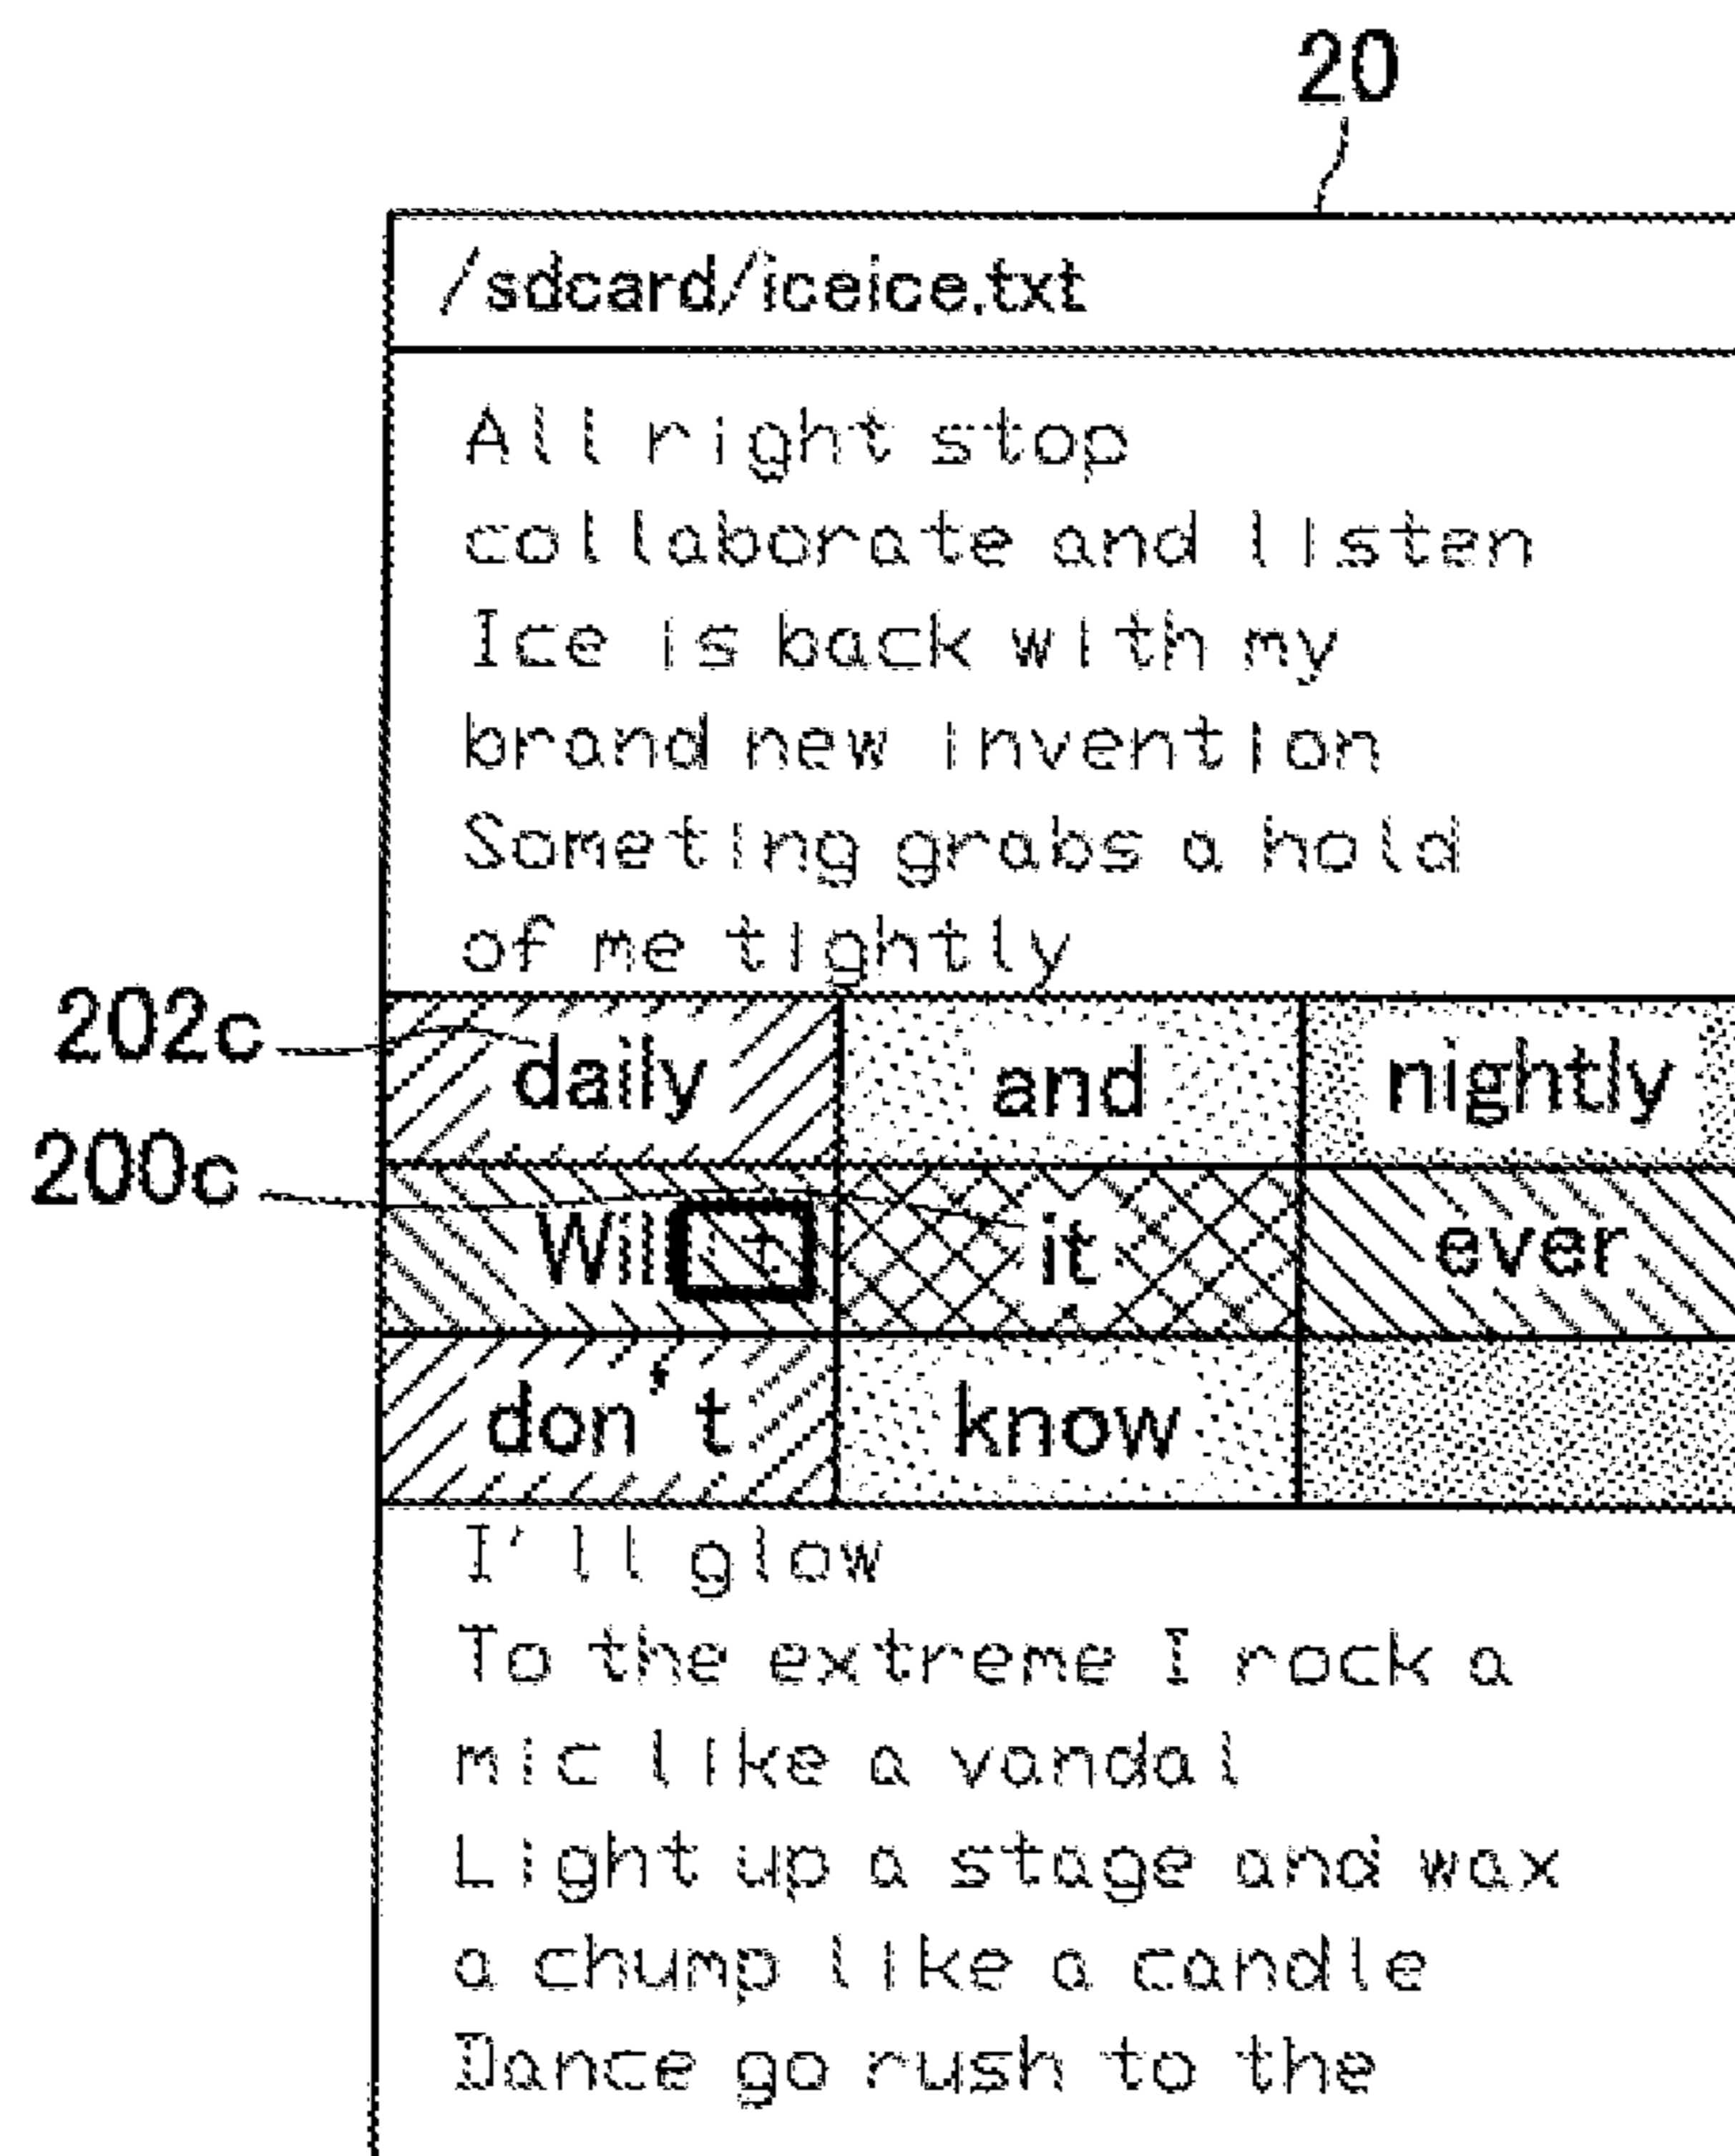 20
/sdcard/iceice.txt
All right stop
collaborate and listen
Ice is back with my
brand new invention
Someting grabs a hold
of me tightly
202c daily and nightly
200c Will it ever
don't know
I'll glow
To the extreme I rock a
mic like a vandal
Light up a stage and wax
a chump like a candle
Dance go rush to the